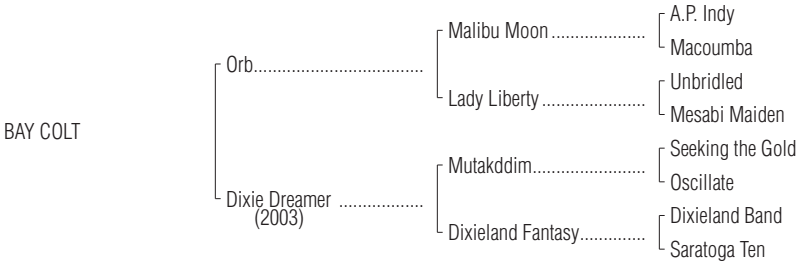 A.P. Indy
Malibu Moon ....................
Macoumba
Orb...................................
Unbridled
Lady Liberty ......................
Mesabi Maiden
BAY COLT
Seeking the Gold
Mutakddim........................
Oscillate
Dixie Dreamer ..................
(2003)
Dixieland Band
Dixieland Fantasy..............
Saratoga Ten